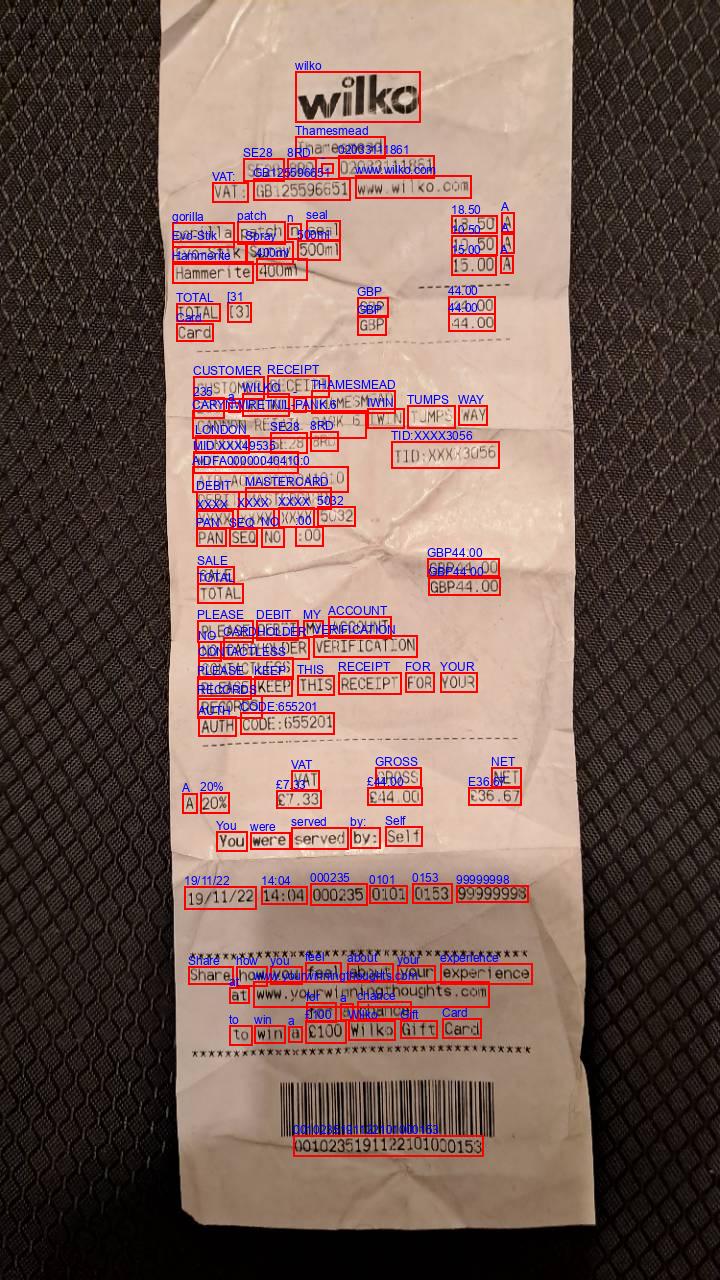 wilko
Thamesmead
SE28 8RD - 02033111861
VAT: GB125596651 www.wilko.com
gorilla patch n seal 18.50 A
Evo-Stik Spray 500ml 10.50 A
Hammerite 400ml 15.00 A
TOTAL [3] GBP 44.00
Card GBP 44.00
CUSTOMER RECEIPT
WILKO THAMESMEAD
RETAIL PARK 6 TWIN TUMPS WAY
LONDON SE28 8RD
MID:XXX49535 TID:XXXX3056
DEBIT MASTERCARD
XXXX XXXX XXXX 5032
PAN SEQ NO :00
SALE GBP44.00
TOTAL GBP44.00
PLEASE DEBIT MY ACCOUNT
NO CARDHOLDER VERIFICATION
CONTACTLESS
PLEASE KEEP THIS RECEIPT FOR YOUR
RECORDS
AUTH CODE:655201
VAT GROSS NET
A 20% £7.33 £44.00 £36.67
You were served by: Self
19/11/22 14:04 000235 0101 0153 99999998
Share how you feel about your experience
at www.yourwinningthoughts.com
for a chance
to win a £100 Wilko Gift Card
0010235191122101000153